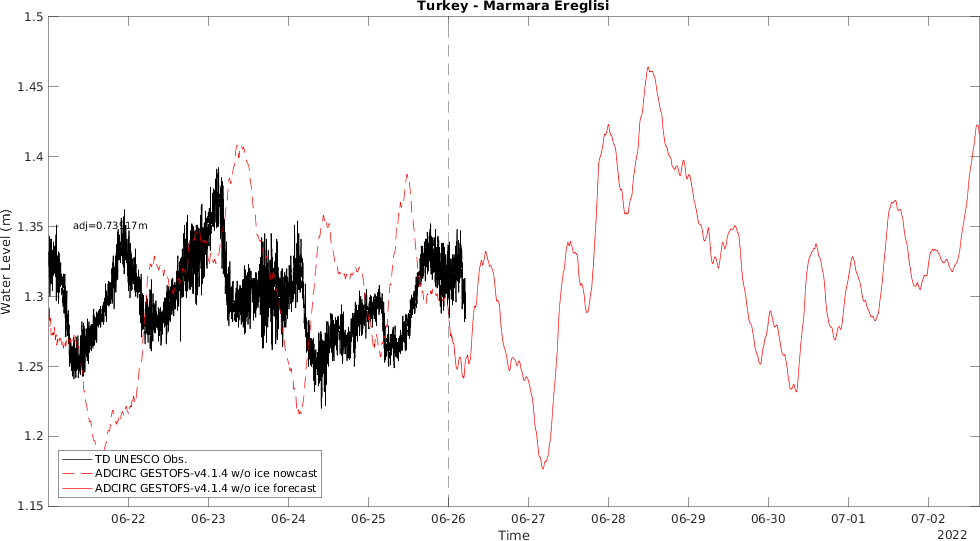 Turkey - Marmara Ereglisi
Water Level (m)
1.5
1.45
1.4
1.35
1.3
1.25
1.2
1.15
adj=0.73917m
TD UNESCO Obs.
ADCIRC GESTOFS-v4.1.4 w/o ice nowcast
ADCIRC GESTOFS-v4.1.4 w/o ice forecast
06-22 06-23 06-24 06-25 06-26 06-27 06-28 06-29 06-30 07-01 07-02
Time
2022